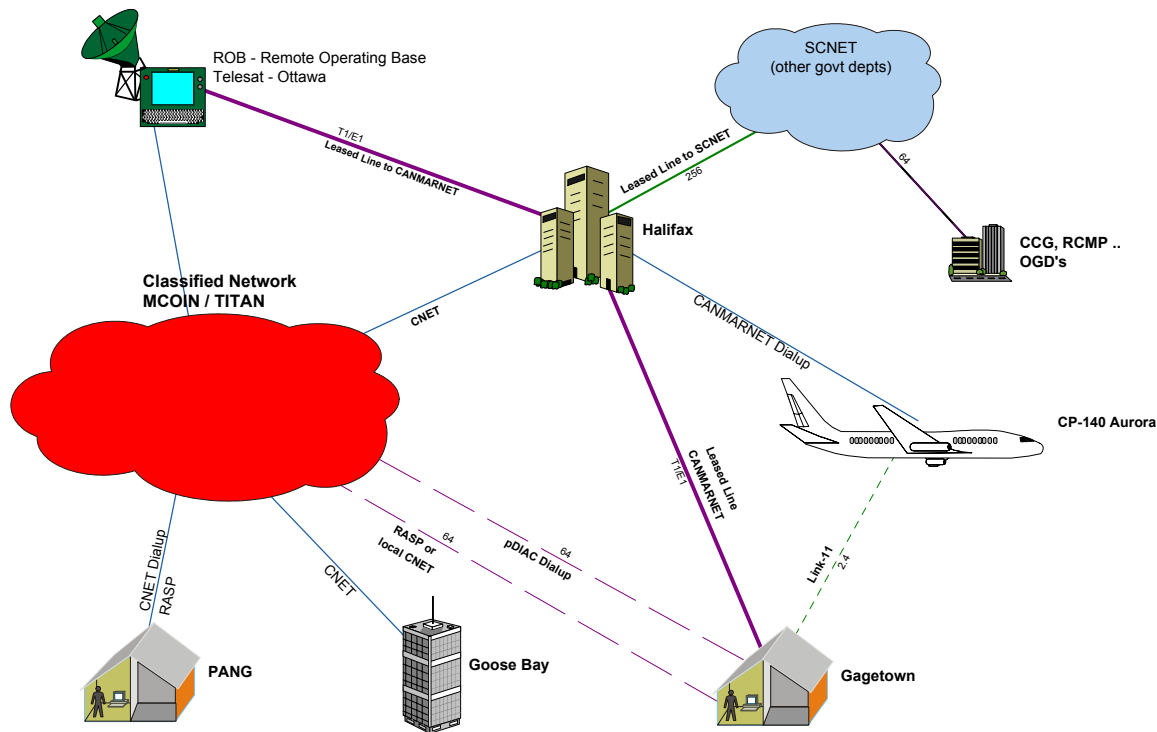 ROB - Remote Operating Base
Telesat - Ottawa
SCNET
(other govt depts)
T1/E1
Leased Line to CANMARNET
Leased Line to SCNET
256
64
Halifax
CCG, RCMP ..
OGD's
Classified Network
MCOIN / TITAN
CNET
CANMARNET Dialup
CP-140 Aurora
Leased Line
CANMARNET
T1/E1
Link-11
2.4
RASP or
local CNET
64
64
pDIAC Dialup
CNET Dialup
RASP
CNET
PANG
Goose Bay
Gagetown